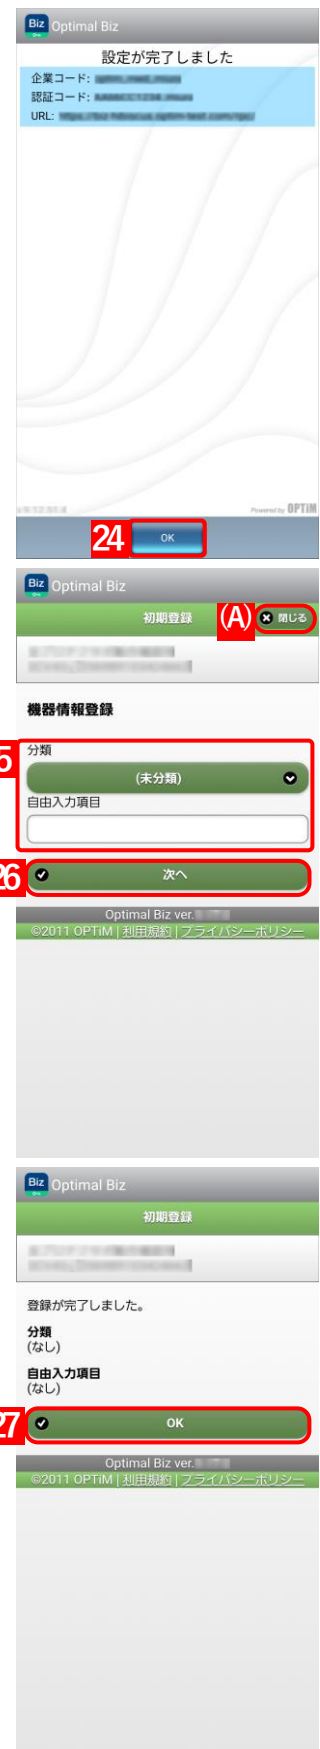 Biz Optimal Biz
設定が完了しました
企業コード:
認証コード:
URL:
Powered by OPTiM
24 OK
Biz Optimal Biz
初期登録 (A) 閉じる
機器情報登録
5 分類
(未分類)
自由入力項目
26 次へ
Optimal Biz ver.
©2011 OPTiM | 利用規約 | プライバシーポリシー
Biz Optimal Biz
初期登録
登録が完了しました。
分類
(なし)
自由入力項目
(なし)
27 OK
Optimal Biz ver.
©2011 OPTiM | 利用規約 | プライバシーポリシー